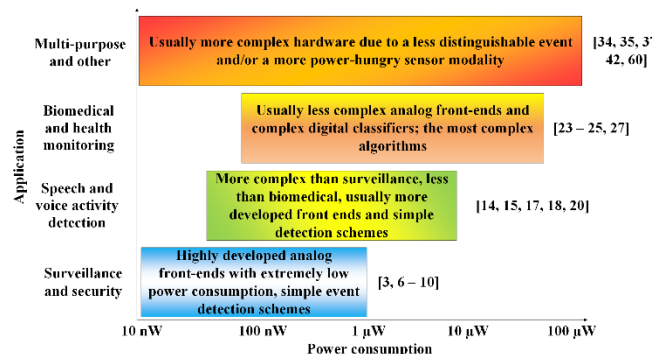 Multi-purpose
and other
Usually more complex hardware due to a less distinguishable event
and/or a more power-hungry sensor modality
[34, 35, 37
42, 60]
Biomedical
and health
monitoring
Usually less complex analog front-ends and
complex digital classifiers; the most complex
algorithms
[23 – 25, 27]
Application
Speech and
voice activity
detection
More complex than surveillance, less
than biomedical, usually more
developed front ends and simple
detection schemes
[14, 15, 17, 18, 20]
Surveillance
and security
Highly developed analog
front-ends with extremely low
power consumption, simple event
detection schemes
[3, 6 – 10]
10 nW 100 nW 1 μW 10 μW 100 μW
Power consumption